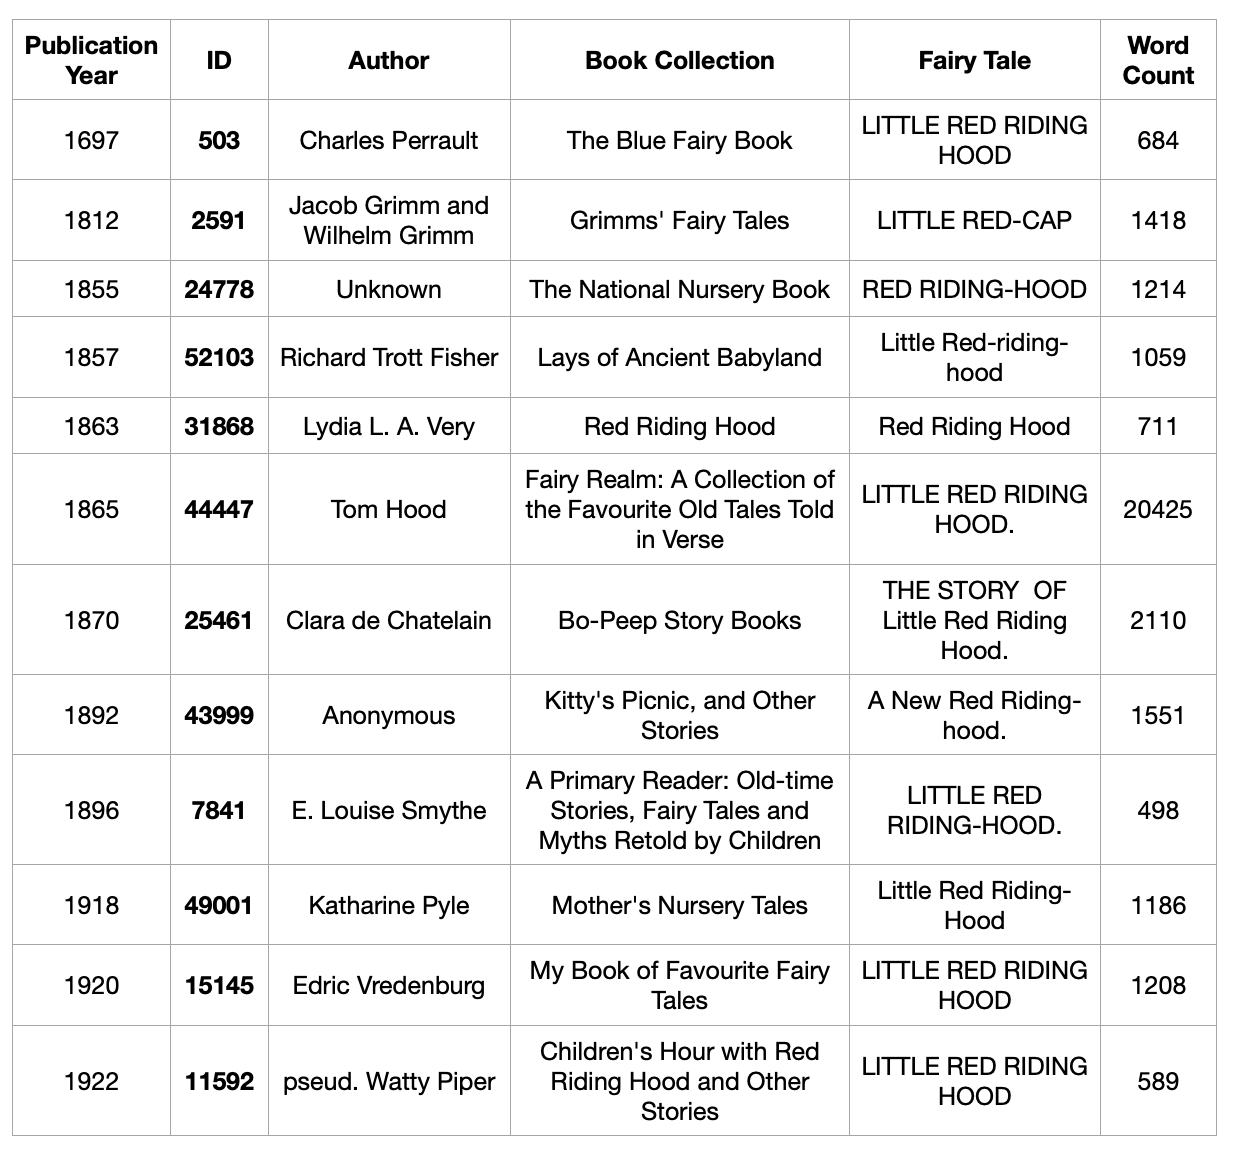 Publication Year ID Author Book Collection Fairy Tale Word Count
1697 503 Charles Perrault The Blue Fairy Book LITTLE RED RIDING HOOD 684
1812 2591 Jacob Grimm and Wilhelm Grimm Grimms' Fairy Tales LITTLE RED-CAP 1418
1855 24778 Unknown The National Nursery Book RED RIDING-HOOD 1214
1857 52103 Richard Trott Fisher Lays of Ancient Babyland Little Red-riding-hood 1059
1863 31868 Lydia L. A. Very Red Riding Hood Red Riding Hood 711
1865 44447 Tom Hood Fairy Realm: A Collection of the Favourite Old Tales Told in Verse LITTLE RED RIDING HOOD. 20425
1870 25461 Clara de Chatelain Bo-Peep Story Books THE STORY  OF Little Red Riding Hood. 2110
1892 43999 Anonymous Kitty's Picnic, and Other Stories A New Red Riding-hood. 1551
1896 7841 E. Louise Smythe A Primary Reader: Old-time Stories, Fairy Tales and Myths Retold by Children LITTLE RED RIDING-HOOD. 498
1918 49001 Katharine Pyle Mother's Nursery Tales Little Red Riding-Hood 1186
1920 15145 Edric Vredenburg My Book of Favourite Fairy Tales LITTLE RED RIDING HOOD 1208
1922 11592 pseud. Watty Piper Children's Hour with Red Riding Hood and Other Stories LITTLE RED RIDING HOOD 589